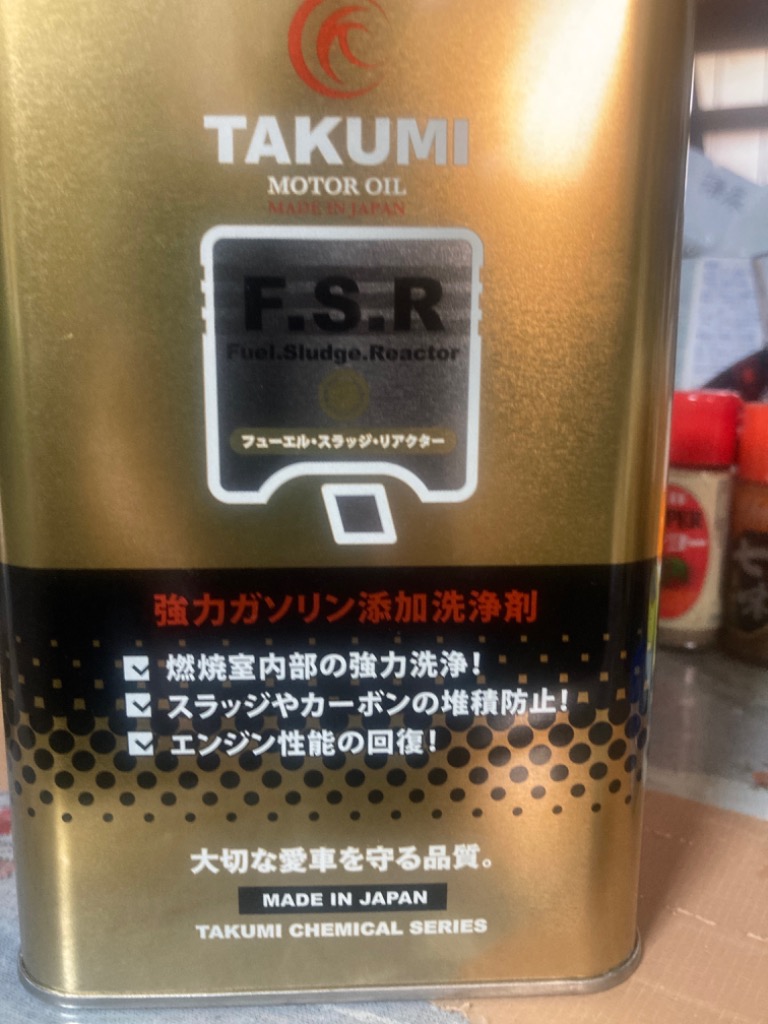 TAKUMI
MOTOR OIL
MADE IN JAPAN
F.S.R
Fuel.Sludge.Reactor
フューエル・スラッジ・リアクター
強力ガソリン添加洗浄剤
燃焼室内部の強力洗浄!
スラッジやカーボンの堆積防止!
エンジン性能の回復!
大切な愛車を守る品質。
MADE IN JAPAN
TAKUMI CHEMICAL SERIES
七味